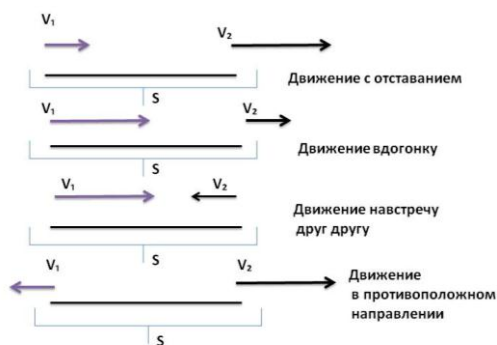 V₁
V₂
Движение с отставанием
S
V₁
V₂
Движение вдогонку
S
V₁
V₂
Движение навстречу
друг другу
S
V₁
V₂
Движение
в противоположном
направлении
S